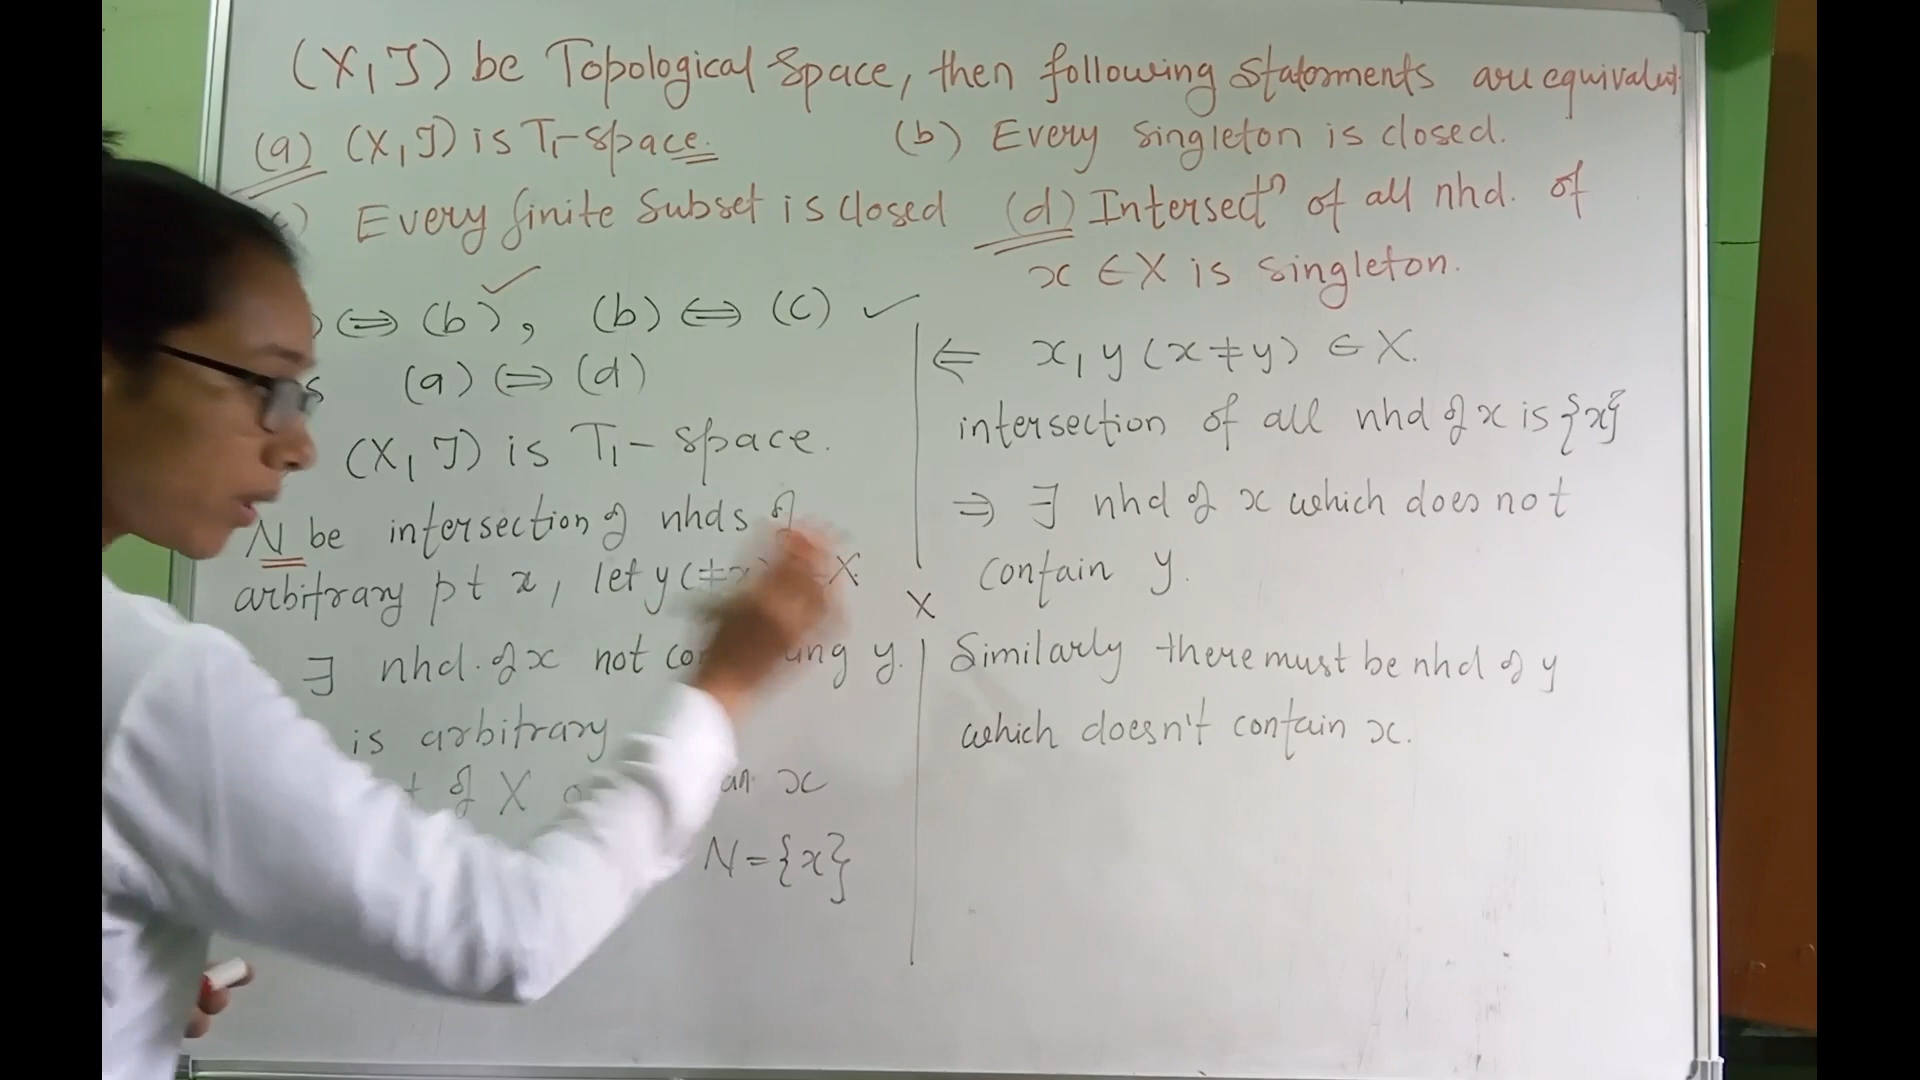 (X, J) be Topological Space, then following Statements are equivalent
(a) (X, J) is T₁-space.
(b) Every singleton is closed.
) Every finite Subset is closed
(d) Intersectⁿ of all nhd. of
x ∈ X is singleton.
) ⇔ (b) ✓, (b) ⇔ (c) ✓
(a) ⇔ (d)
(X, J) is T₁-space.
N be intersection of nhds of
arbitrary pt x, let y(≠x) X
∃ nhd. of x not y.
is arbitrary
of X x
N={x}
⇐ x, y (x≠y) ∈ X.
intersection of all nhd of x is {x}
⇒ ∃ nhd of x which does not
contain y.
X
Similarly there must be nhd of y
which doesn't contain x.